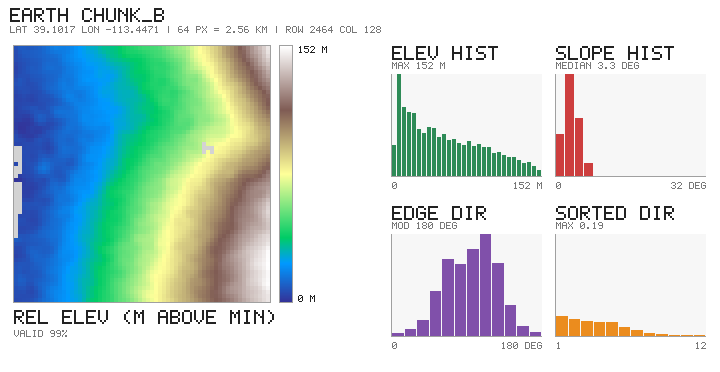 EARTH CHUNK_B
LAT 39.1017 LON -113.4471 | 64 PX = 2.56 KM | ROW 2464 COL 128
152 M
0 M
REL ELEV (M ABOVE MIN)
VALID 99%
ELEV HIST
MAX 152 M
0 152 M
SLOPE HIST
MEDIAN 3.3 DEG
0 32 DEG
EDGE DIR
MOD 180 DEG
0 180 DEG
SORTED DIR
MAX 0.19
1 12